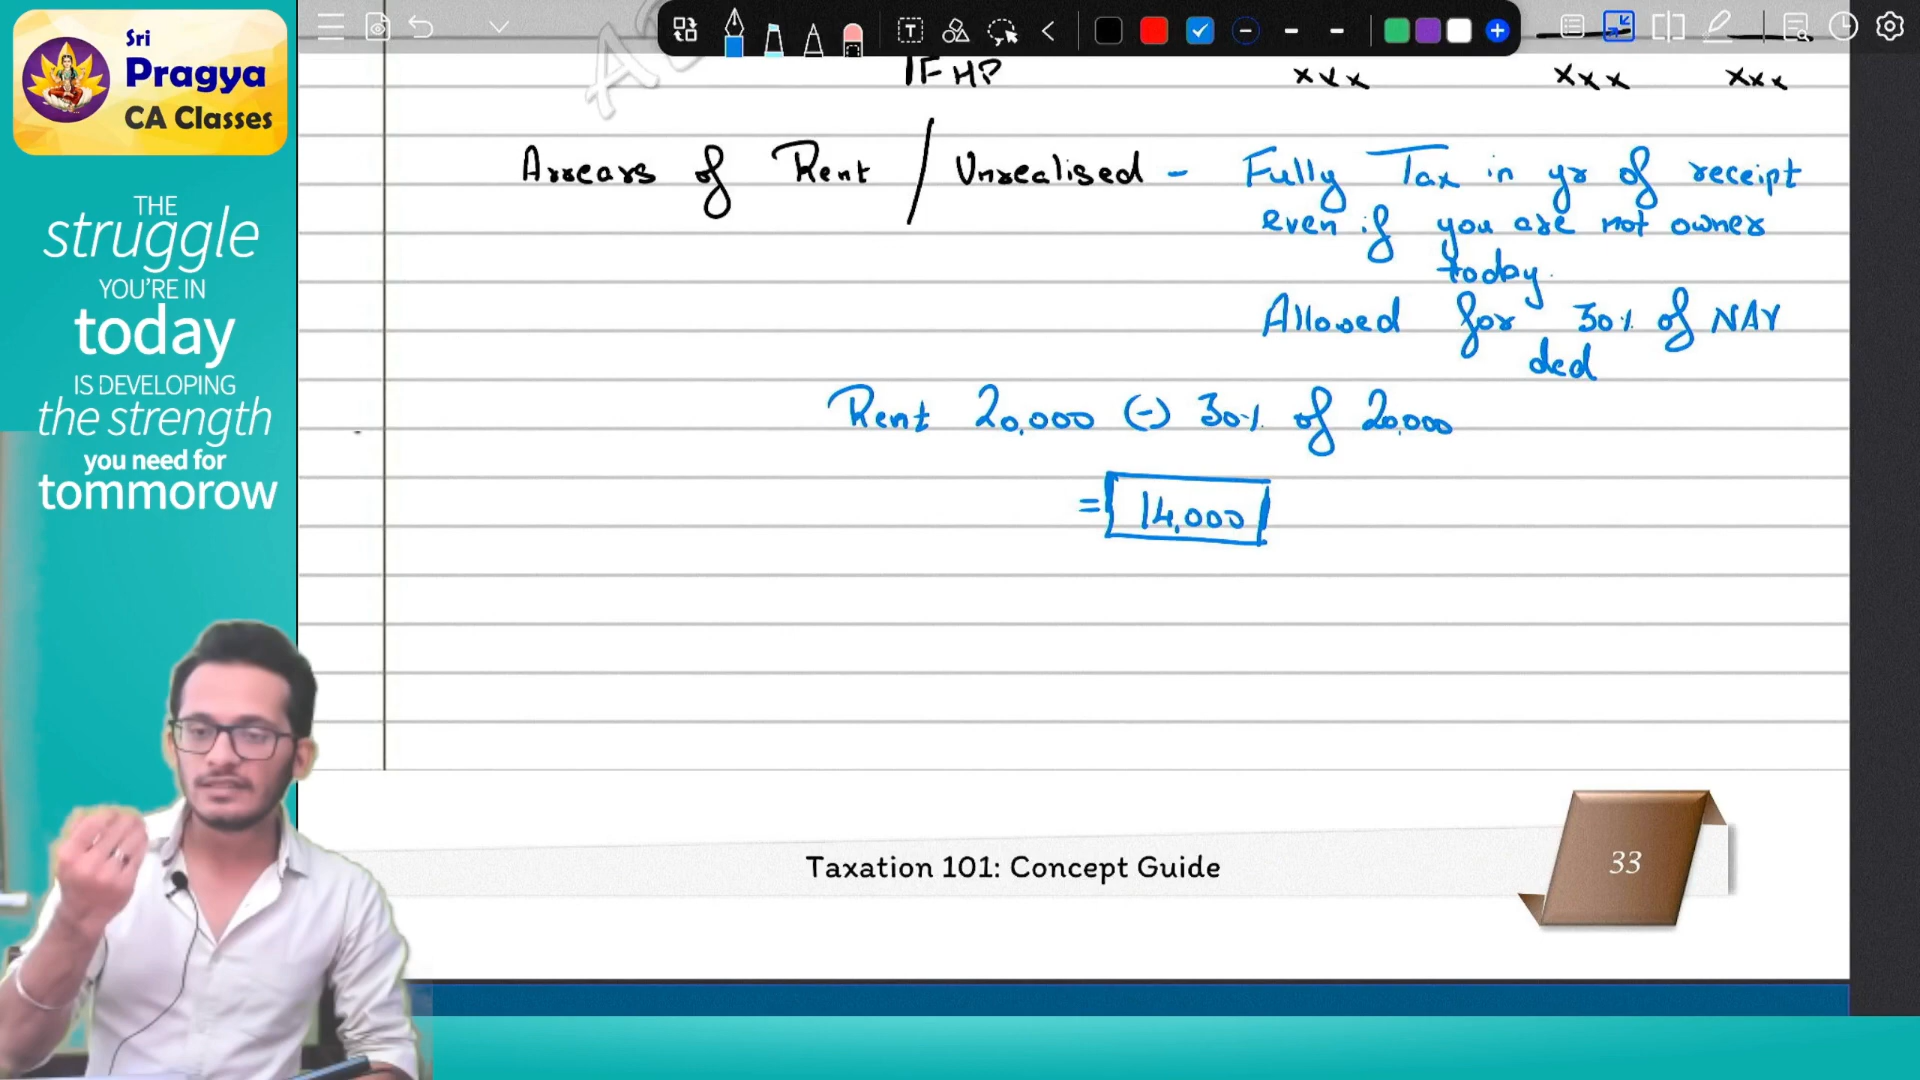 Sri
Pragya
CA Classes
THE
struggle
YOU'RE IN
today
IS DEVELOPING
the strength
you need for
tommorow
IFHP xxx xxx xxx
Arrears of Rent / Unrealised - Fully Tax in yr of receipt
even if you are not owner
today.
Allowed for 30% of NAV
ded
Rent 20,000 (-) 30% of 20,000
= 14,000
Taxation 101: Concept Guide
33